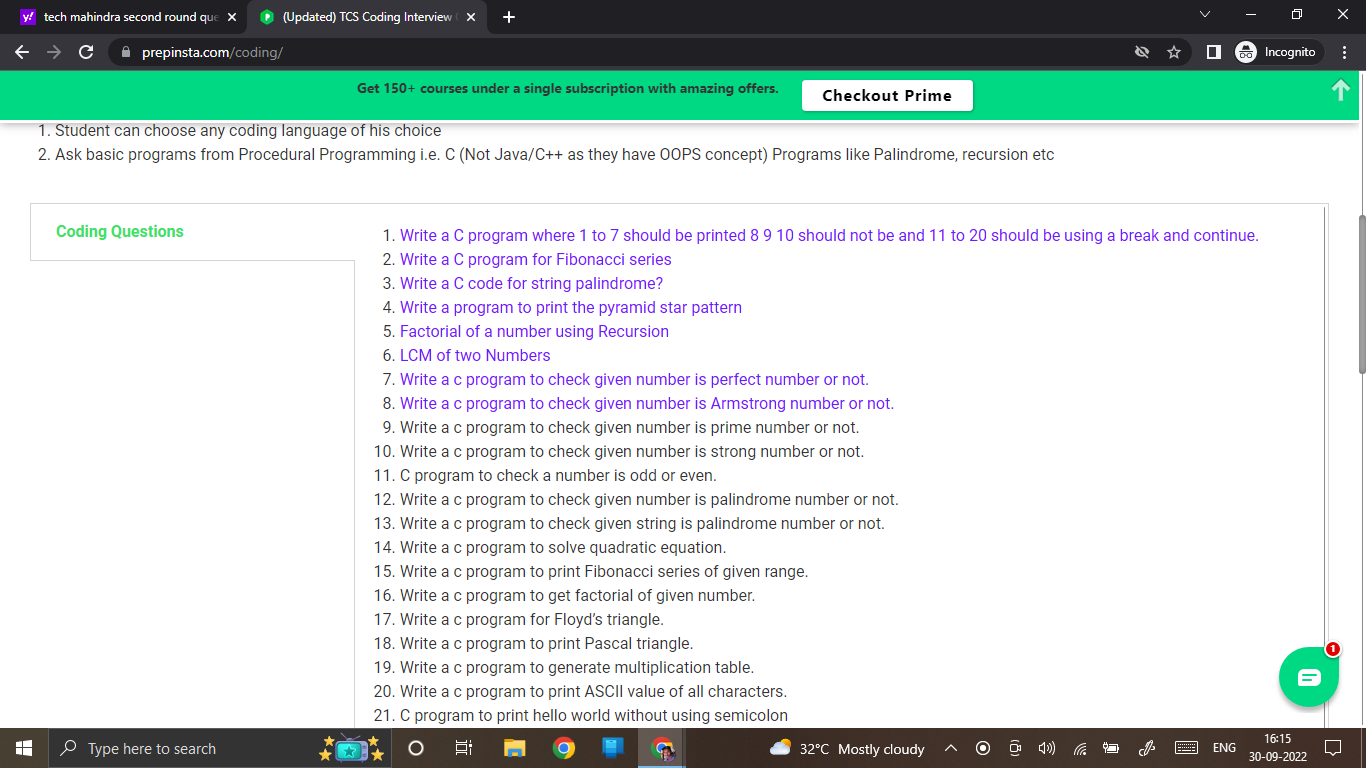 tech mahindra second round que
(Updated) TCS Coding Interview
prepinsta.com/coding/
Incognito
Get 150+ courses under a single subscription with amazing offers.
Checkout Prime
1. Student can choose any coding language of his choice
2. Ask basic programs from Procedural Programming i.e. C (Not Java/C++ as they have OOPS concept) Programs like Palindrome, recursion etc
Coding Questions
1. Write a C program where 1 to 7 should be printed 8 9 10 should not be and 11 to 20 should be using a break and continue.
2. Write a C program for Fibonacci series
3. Write a C code for string palindrome?
4. Write a program to print the pyramid star pattern
5. Factorial of a number using Recursion
6. LCM of two Numbers
7. Write a c program to check given number is perfect number or not.
8. Write a c program to check given number is Armstrong number or not.
9. Write a c program to check given number is prime number or not.
10. Write a c program to check given number is strong number or not.
11. C program to check a number is odd or even.
12. Write a c program to check given number is palindrome number or not.
13. Write a c program to check given string is palindrome number or not.
14. Write a c program to solve quadratic equation.
15. Write a c program to print Fibonacci series of given range.
16. Write a c program to get factorial of given number.
17. Write a c program for Floyd's triangle.
18. Write a c program to print Pascal triangle.
19. Write a c program to generate multiplication table.
20. Write a c program to print ASCII value of all characters.
21. C program to print hello world without using semicolon
1
Type here to search
32°C Mostly cloudy
ENG
16:15
30-09-2022